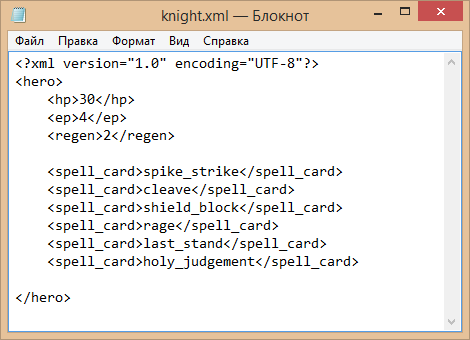 knight.xml — Блокнот
Файл Правка Формат Вид Справка
<?xml version="1.0" encoding="UTF-8"?>
<hero>
    <hp>30</hp>
    <ep>4</ep>
    <regen>2</regen>

    <spell_card>spike_strike</spell_card>
    <spell_card>cleave</spell_card>
    <spell_card>shield_block</spell_card>
    <spell_card>rage</spell_card>
    <spell_card>last_stand</spell_card>
    <spell_card>holy_judgement</spell_card>

</hero>